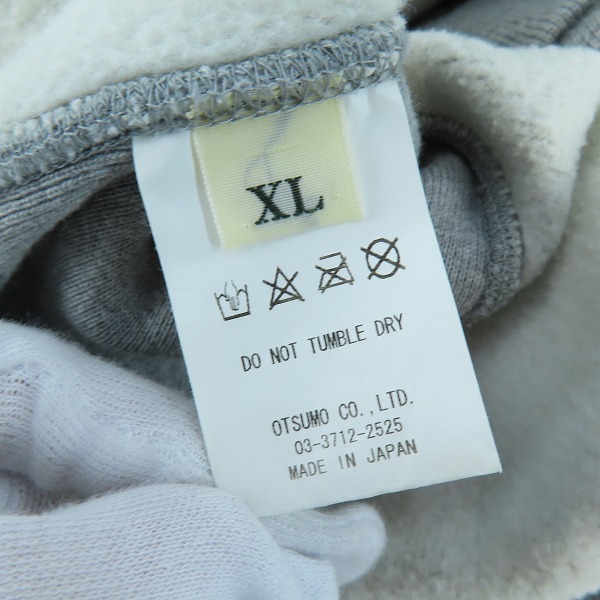 XL
DO NOT TUMBLE DRY
OTSUMO CO.,LTD.
03-3712-2525
MADE IN JAPAN